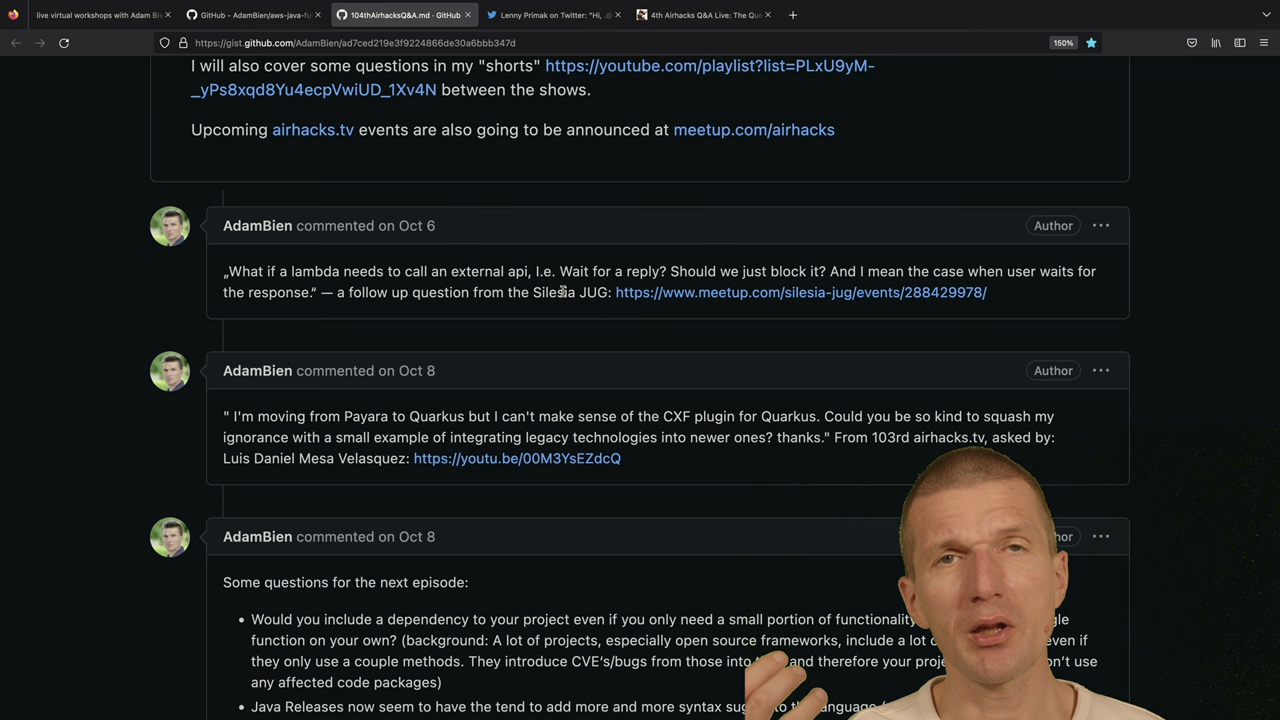 live virtual workshops with Adam Bie
GitHub - AdamBien/aws-java-fu
104thAirhacksQ&A.md · GitHub
Lenny Primak on Twitter: "Hi, .@
4th Airhacks Q&A Live: The Que
https://gist.github.com/AdamBien/ad7ced219e3f9224866de30a6bbb347d
150%
I will also cover some questions in my "shorts" https://youtube.com/playlist?list=PLxU9yM-
_yPs8xqd8Yu4ecpVwiUD_1Xv4N between the shows.
Upcoming airhacks.tv events are also going to be announced at meetup.com/airhacks
AdamBien commented on Oct 6
Author
„What if a lambda needs to call an external api, I.e. Wait for a reply? Should we just block it? And I mean the case when user waits for
the response.“ — a follow up question from the Silesia JUG: https://www.meetup.com/silesia-jug/events/288429978/
AdamBien commented on Oct 8
Author
" I'm moving from Payara to Quarkus but I can't make sense of the CXF plugin for Quarkus. Could you be so kind to squash my
ignorance with a small example of integrating legacy technologies into newer ones? thanks." From 103rd airhacks.tv, asked by:
Luis Daniel Mesa Velasquez: https://youtu.be/00M3YsEZdcQ
AdamBien commented on Oct 8
Some questions for the next episode:
• Would you include a dependency to your project even if you only need a small portion of functionality
function on your own? (background: A lot of projects, especially open source frameworks, include a lot even if
they only use a couple methods. They introduce CVE‘s/bugs from those into and therefore your don’t use
any affected code packages)
• Java Releases now seem to have the tend to add more and more syntax to the language